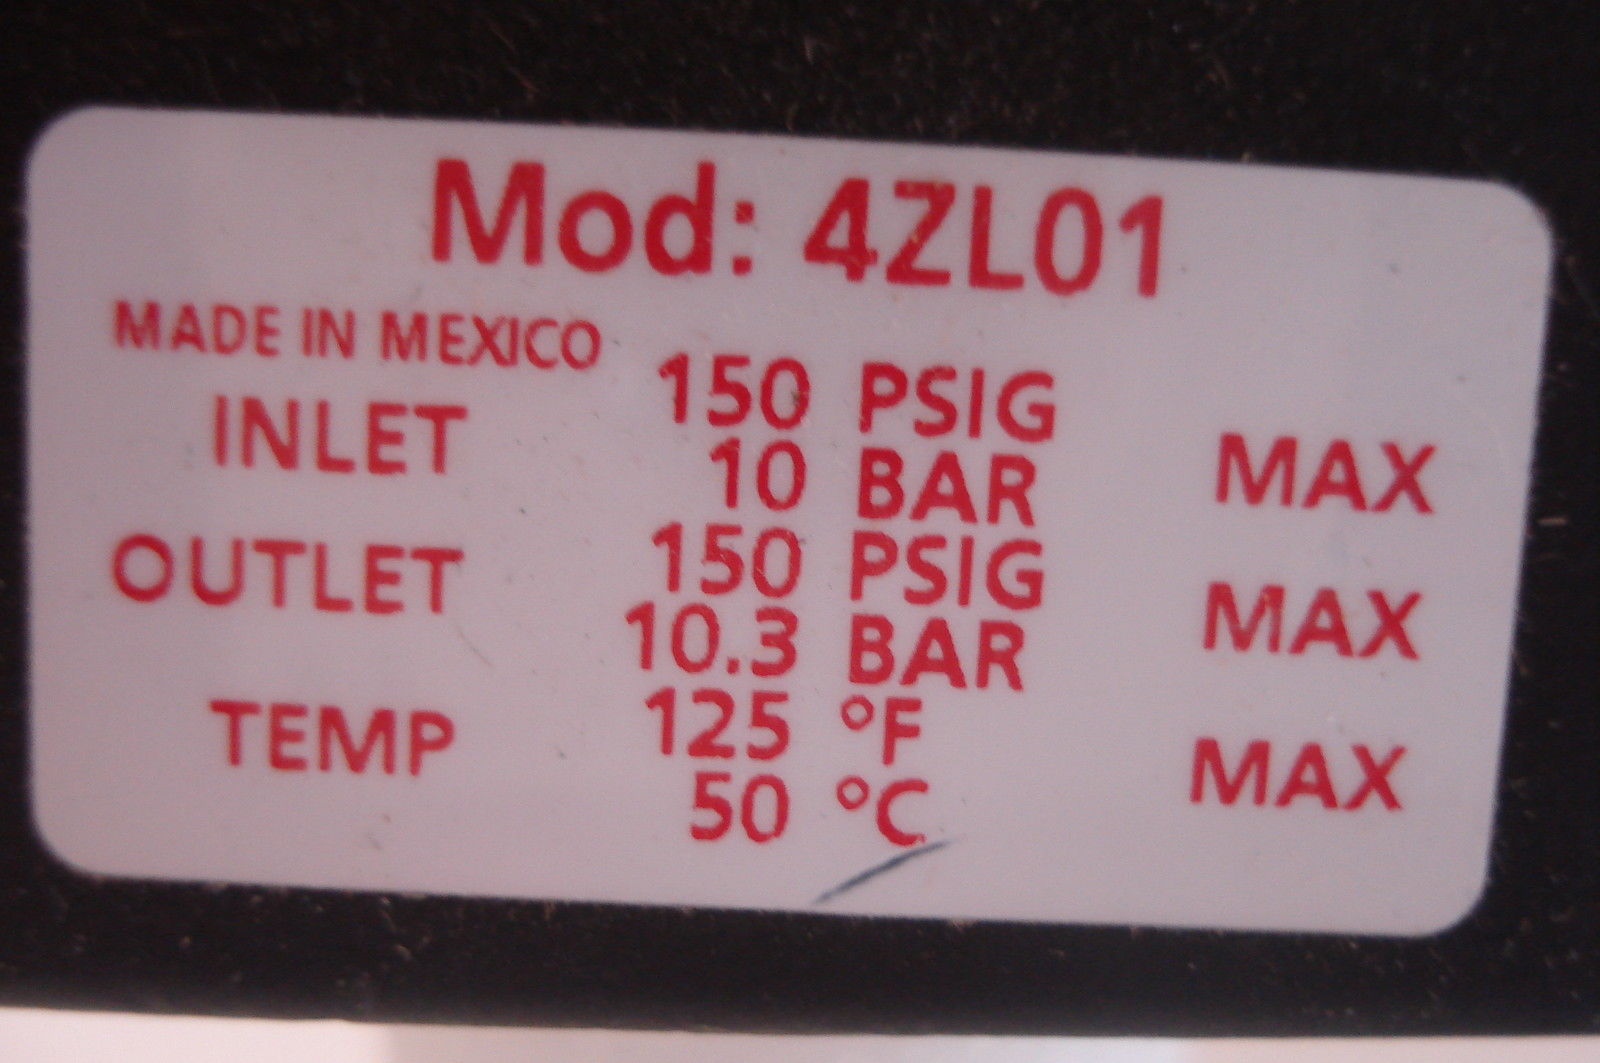 Mod: 4ZL01
MADE IN MEXICO
INLET 150 PSIG
10 BAR MAX
OUTLET 150 PSIG
10.3 BAR MAX
TEMP 125 °F
50 °C MAX